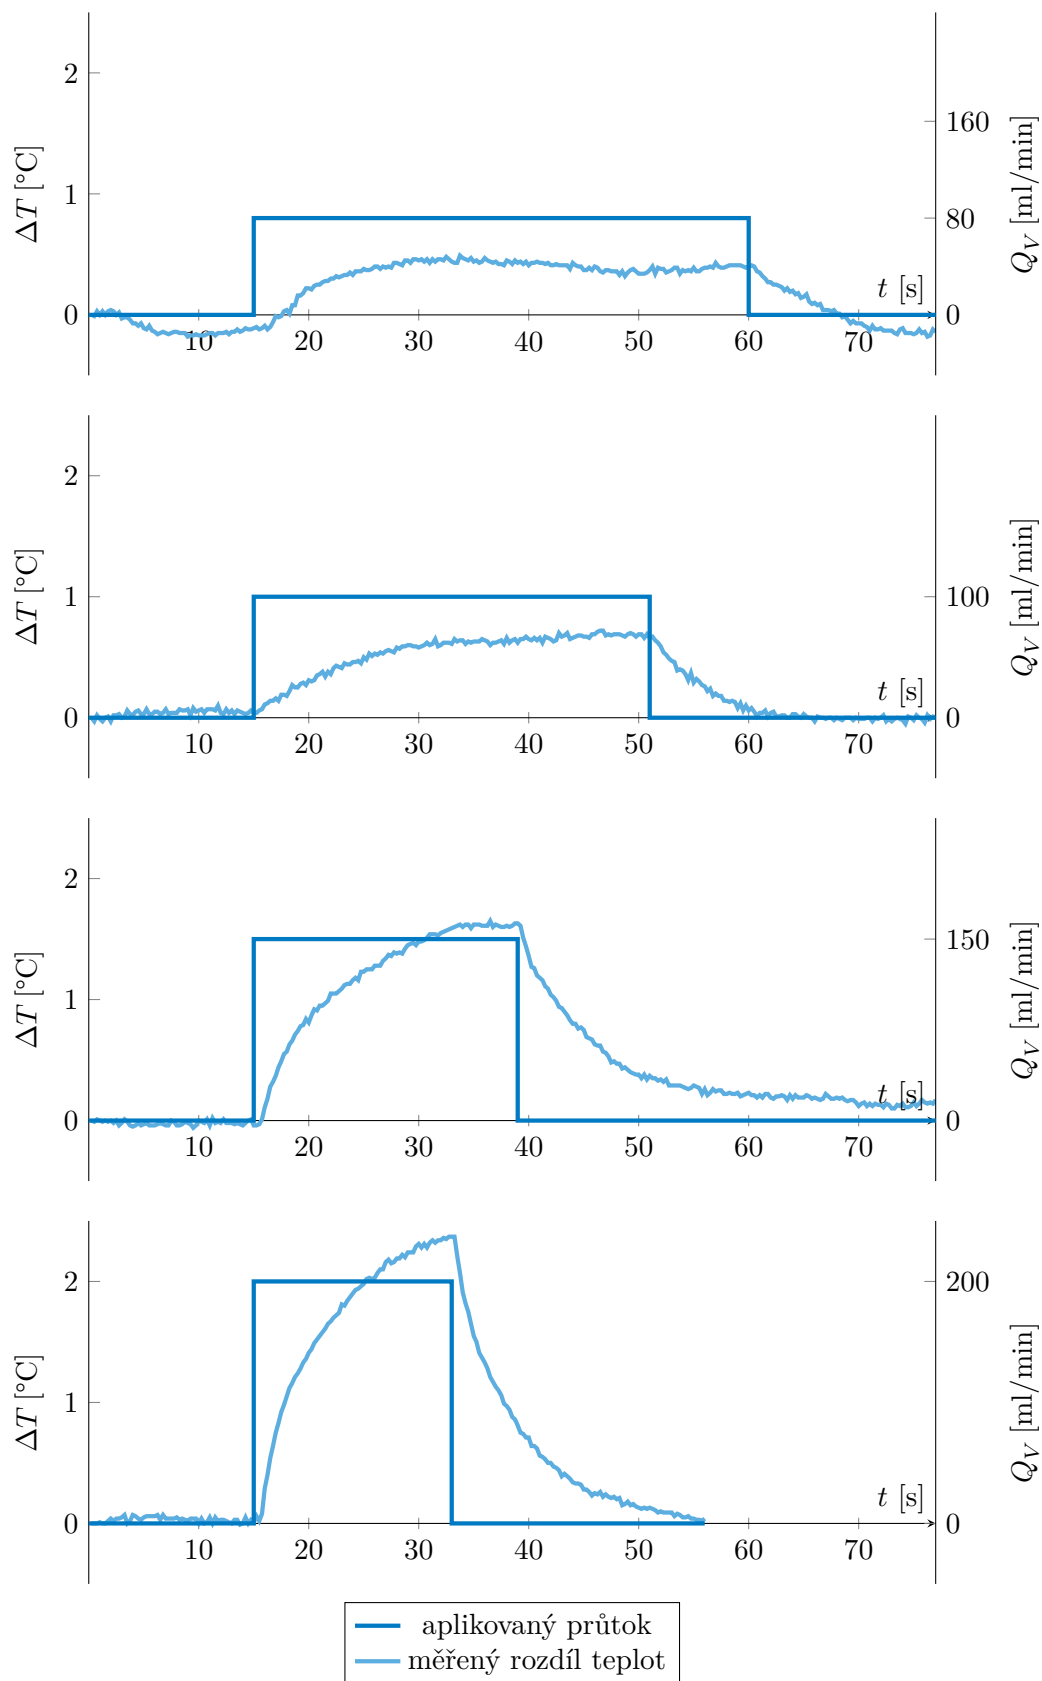 2
1
0
ΔT [°C]
10 20 30 40 50 60 70
t [s]
160
80
0
Q_V [ml/min]
2
1
0
ΔT [°C]
10 20 30 40 50 60 70
t [s]
100
0
Q_V [ml/min]
2
1
0
ΔT [°C]
10 20 30 40 50 60 70
t [s]
150
0
Q_V [ml/min]
2
1
0
ΔT [°C]
10 20 30 40 50 60 70
t [s]
200
0
Q_V [ml/min]
aplikovaný průtok
měřený rozdíl teplot